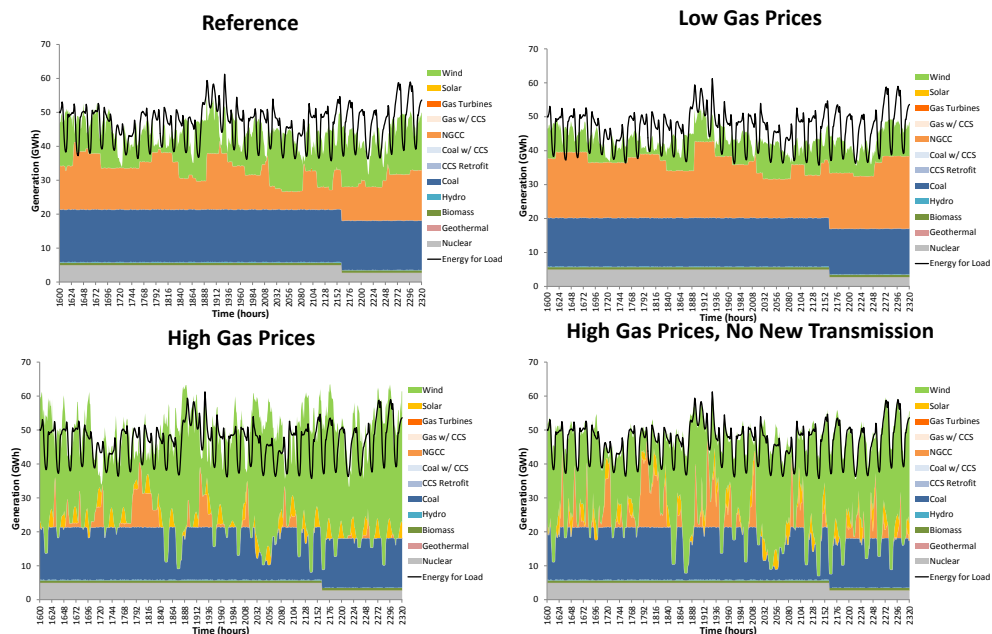 Reference
Generation (GWh)
70
60
50
40
30
20
10
0
1600 1624 1648 1672 1696 1720 1744 1768 1792 1816 1840 1864 1888 1912 1936 1960 1984 2008 2032 2056 2080 2104 2128 2152 2176 2200 2224 2248 2272 2296 2320
Time (hours)
Wind
Solar
Gas Turbines
Gas w/ CCS
NGCC
Coal w/ CCS
CCS Retrofit
Coal
Hydro
Biomass
Geothermal
Nuclear
Energy for Load
Low Gas Prices
Generation (GWh)
70
60
50
40
30
20
10
0
1600 1624 1648 1672 1696 1720 1744 1768 1792 1816 1840 1864 1888 1912 1936 1960 1984 2008 2032 2056 2080 2104 2128 2152 2176 2200 2224 2248 2272 2296 2320
Time (hours)
Wind
Solar
Gas Turbines
Gas w/ CCS
NGCC
Coal w/ CCS
CCS Retrofit
Coal
Hydro
Biomass
Geothermal
Nuclear
Energy for Load
High Gas Prices
Generation (GWh)
70
60
50
40
30
20
10
0
1600 1624 1648 1672 1696 1720 1744 1768 1792 1816 1840 1864 1888 1912 1936 1960 1984 2008 2032 2056 2080 2104 2128 2152 2176 2200 2224 2248 2272 2296 2320
Time (hours)
Wind
Solar
Gas Turbines
Gas w/ CCS
NGCC
Coal w/ CCS
CCS Retrofit
Coal
Hydro
Biomass
Geothermal
Nuclear
Energy for Load
High Gas Prices, No New Transmission
Generation (GWh)
70
60
50
40
30
20
10
0
1600 1624 1648 1672 1696 1720 1744 1768 1792 1816 1840 1864 1888 1912 1936 1960 1984 2008 2032 2056 2080 2104 2128 2152 2176 2200 2224 2248 2272 2296 2320
Time (hours)
Wind
Solar
Gas Turbines
Gas w/ CCS
NGCC
Coal w/ CCS
CCS Retrofit
Coal
Hydro
Biomass
Geothermal
Nuclear
Energy for Load